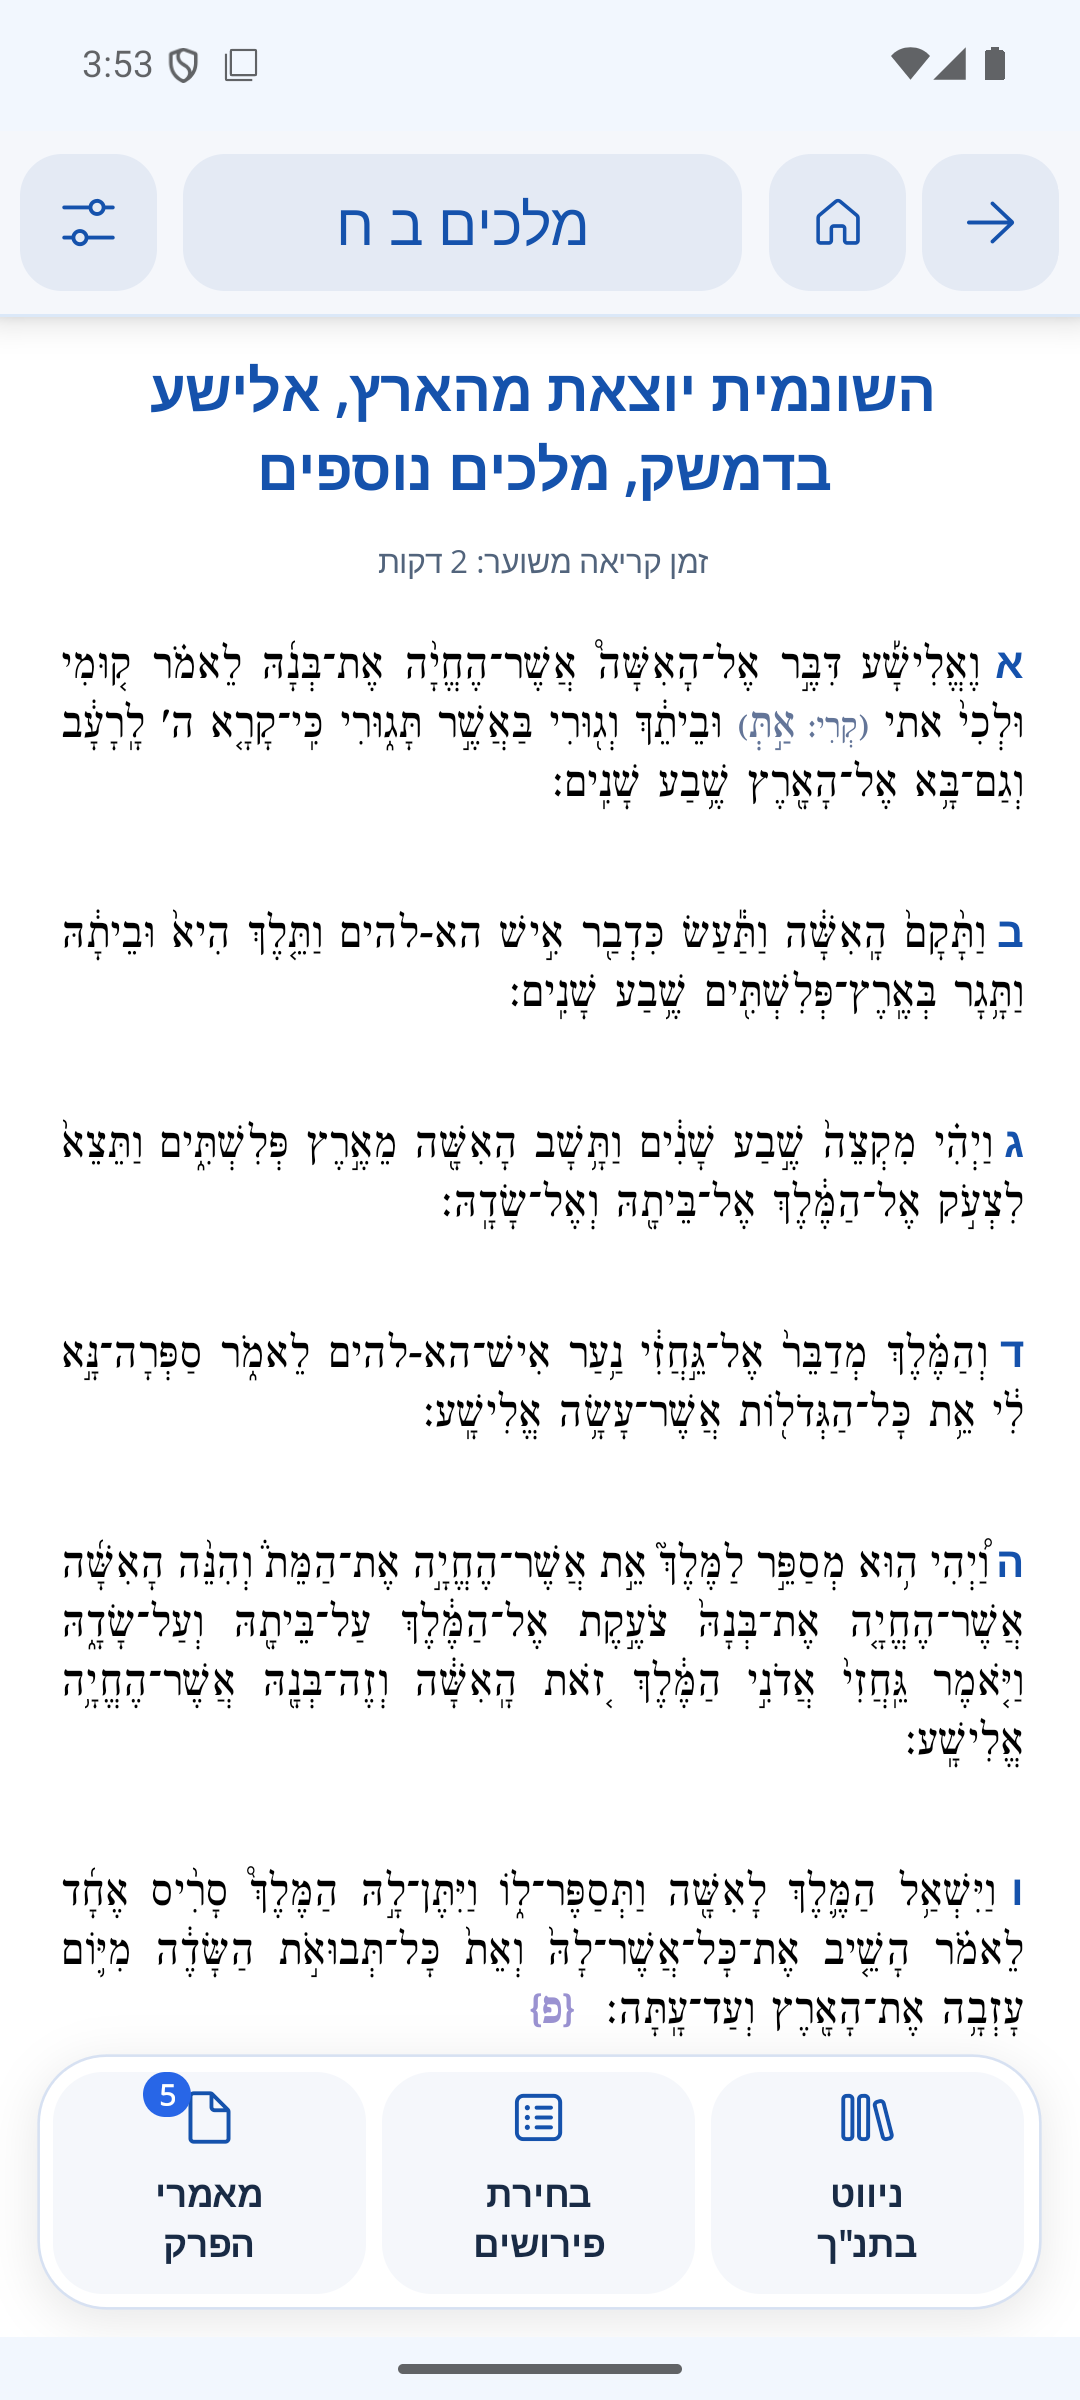 3:53
מלכים ב ח
השונמית יוצאת מהארץ, אלישע
בדמשק, מלכים נוספים
זמן קריאה משוער: 2 דקות
א וֶאֱלִישָׁ֡ע דִּבֶּ֣ר אֶל־הָאִשָּׁה֩ אֲשֶׁר־הֶחֱיָ֨ה אֶת־בְּנָ֜הּ לֵאמֹ֗ר ק֤וּמִי
וּלְכִי֙ אתי (קְרִי: אַ֣תְּ) וּבֵיתֵ֔ךְ וְג֖וּרִי בַּאֲשֶׁ֣ר תָּג֑וּרִי כִּֽי־קָרָ֤א ה' לָֽרָעָ֔ב
וְגַם־בָּ֥א אֶל־הָאָ֖רֶץ שֶׁ֥בַע שָׁנִֽים׃
ב וַתָּ֙קָם֙ הָֽאִשָּׁ֔ה וַתַּ֕עַשׂ כִּדְבַ֖ר אִ֣ישׁ הא-להים וַתֵּ֤לֶךְ הִיא֙ וּבֵיתָ֔הּ
וַתָּ֥גָר בְּאֶֽרֶץ־פְּלִשְׁתִּ֖ים שֶׁ֥בַע שָׁנִֽים׃
ג וַיְהִ֗י מִקְצֵה֙ שֶׁ֣בַע שָׁנִ֔ים וַתָּ֥שׇׁב הָאִשָּׁ֖ה מֵאֶ֣רֶץ פְּלִשְׁתִּ֑ים וַתֵּצֵא֙
לִצְעֹ֣ק אֶל־הַמֶּ֔לֶךְ אֶל־בֵּיתָ֖הּ וְאֶל־שָׂדָֽהּ׃
ד וְהַמֶּ֗לֶךְ מְדַבֵּר֙ אֶל־גֵּ֣חֲזִ֔י נַ֥עַר אִישׁ־הא-להים לֵאמֹ֑ר סַפְּרָה־נָּ֣א
לִ֔י אֵ֥ת כׇּל־הַגְּדֹל֖וֹת אֲשֶׁר־עָשָׂ֥ה אֱלִישָֽׁע׃
ה וַ֠יְהִי ה֥וּא מְסַפֵּ֣ר לַמֶּ֘לֶךְ֮ אֵ֣ת אֲשֶׁר־הֶחֱיָ֣ה אֶת־הַמֵּת֒ וְהִנֵּ֨ה הָאִשָּׁ֜ה
אֲשֶׁר־הֶחֱיָ֤ה אֶת־בְּנָהּ֙ צֹעֶ֣קֶת אֶל־הַמֶּ֔לֶךְ עַל־בֵּיתָ֖הּ וְעַל־שָׂדָ֑הּ
וַיֹּ֤אמֶר גֵּֽחֲזִי֙ אֲדֹנִ֣י הַמֶּ֔לֶךְ זֹ֚את הָֽאִשָּׁ֔ה וְזֶה־בְּנָ֖הּ אֲשֶׁר־הֶחֱיָ֥ה
אֱלִישָֽׁע׃
ו וַיִּשְׁאַ֥ל הַמֶּ֛לֶךְ לָאִשָּׁ֖ה וַתְּסַפֶּר־ל֑וֹ וַיִּתֶּן־לָ֣הּ הַמֶּ֩לֶךְ֩ סָרִ֨יס אֶחָ֜ד
לֵאמֹ֗ר הָשֵׁ֤יב אֶת־כׇּל־אֲשֶׁר־לָהּ֙ וְאֵת֙ כׇּל־תְּבוּאֹ֣ת הַשָּׂדֶ֔ה מִיּ֛וֹם
עָזְבָ֥ה אֶת־הָאָ֖רֶץ וְעַד־עָֽתָּה׃ {פ}
ניווט
בתנ"ך
בחירת
פירושים
5
מאמרי
הפרק